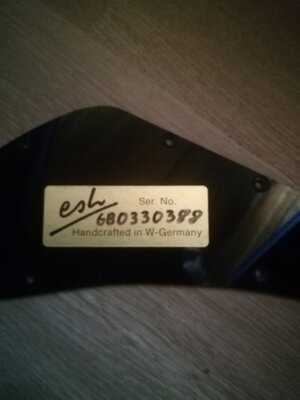 esh Ser. No.
680330388
Handcrafted in W-Germany